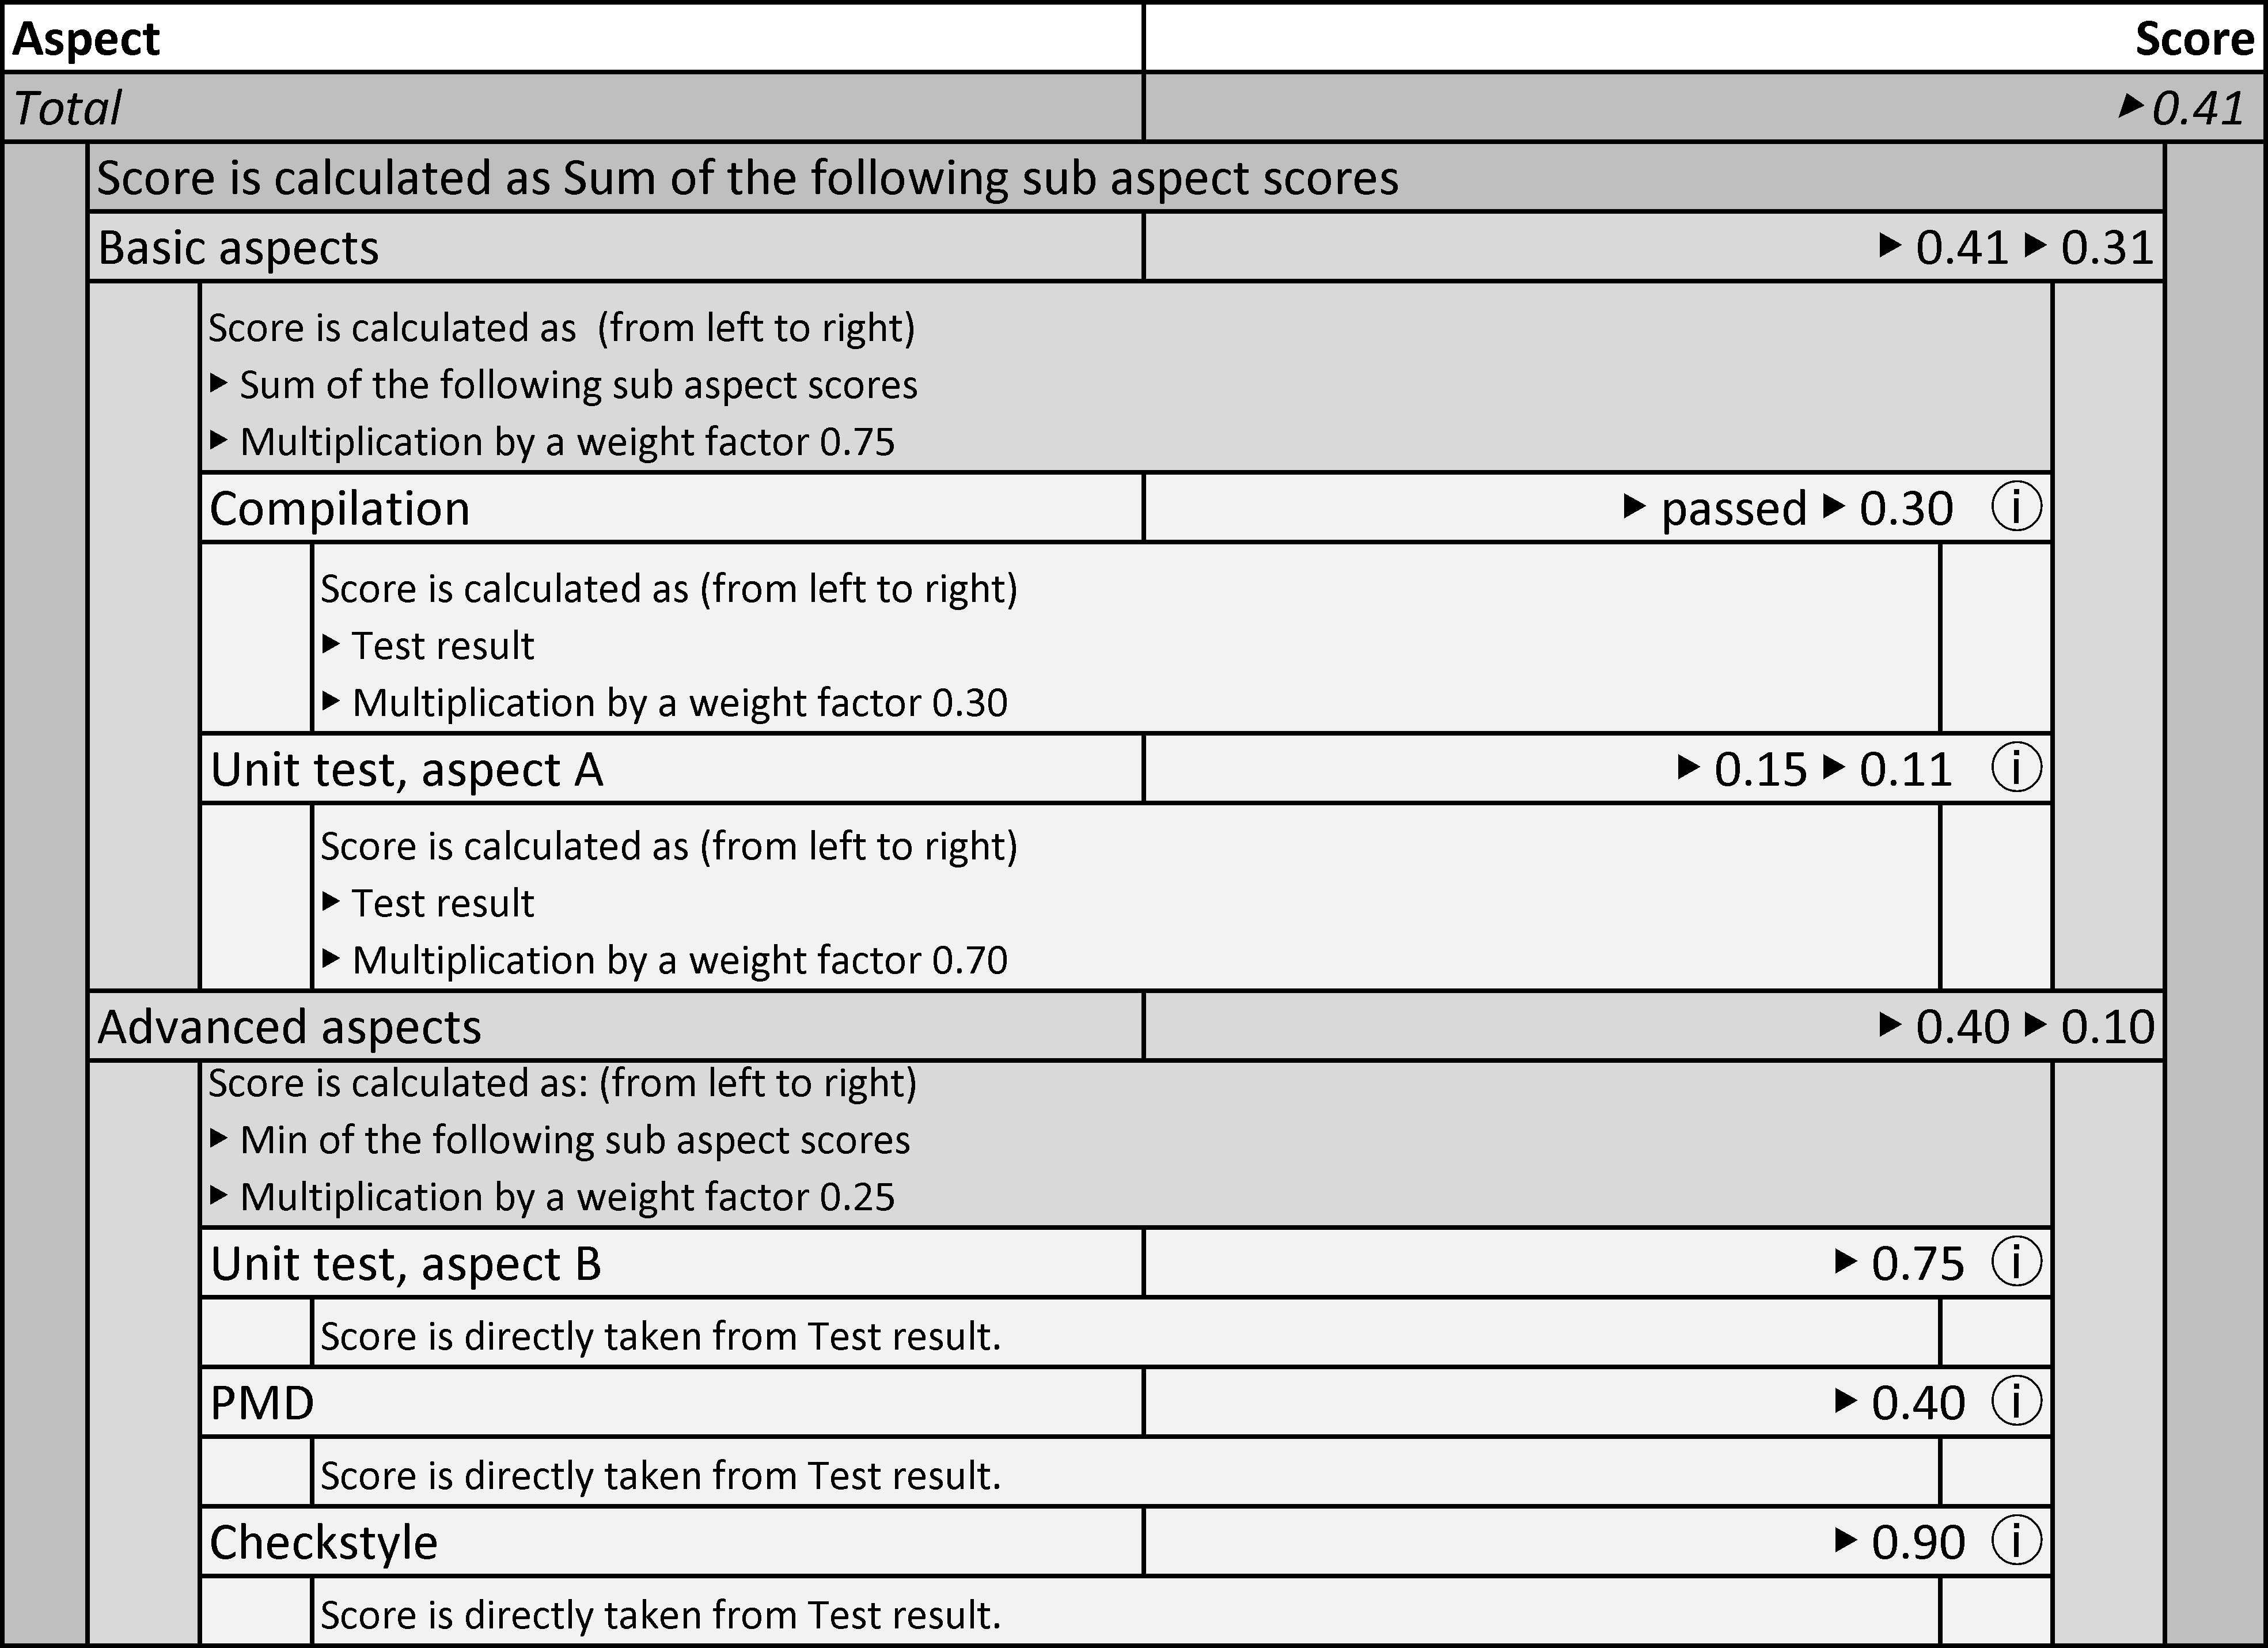 Aspect Score
Total ▶ 0.41
Score is calculated as Sum of the following sub aspect scores
Basic aspects ▶ 0.41 ▶ 0.31
Score is calculated as (from left to right)
▶ Sum of the following sub aspect scores
▶ Multiplication by a weight factor 0.75
Compilation ▶ passed ▶ 0.30 i
Score is calculated as (from left to right)
▶ Test result
▶ Multiplication by a weight factor 0.30
Unit test, aspect A ▶ 0.15 ▶ 0.11 i
Score is calculated as (from left to right)
▶ Test result
▶ Multiplication by a weight factor 0.70
Advanced aspects ▶ 0.40 ▶ 0.10
Score is calculated as: (from left to right)
▶ Min of the following sub aspect scores
▶ Multiplication by a weight factor 0.25
Unit test, aspect B ▶ 0.75 i
Score is directly taken from Test result.
PMD ▶ 0.40 i
Score is directly taken from Test result.
Checkstyle ▶ 0.90 i
Score is directly taken from Test result.